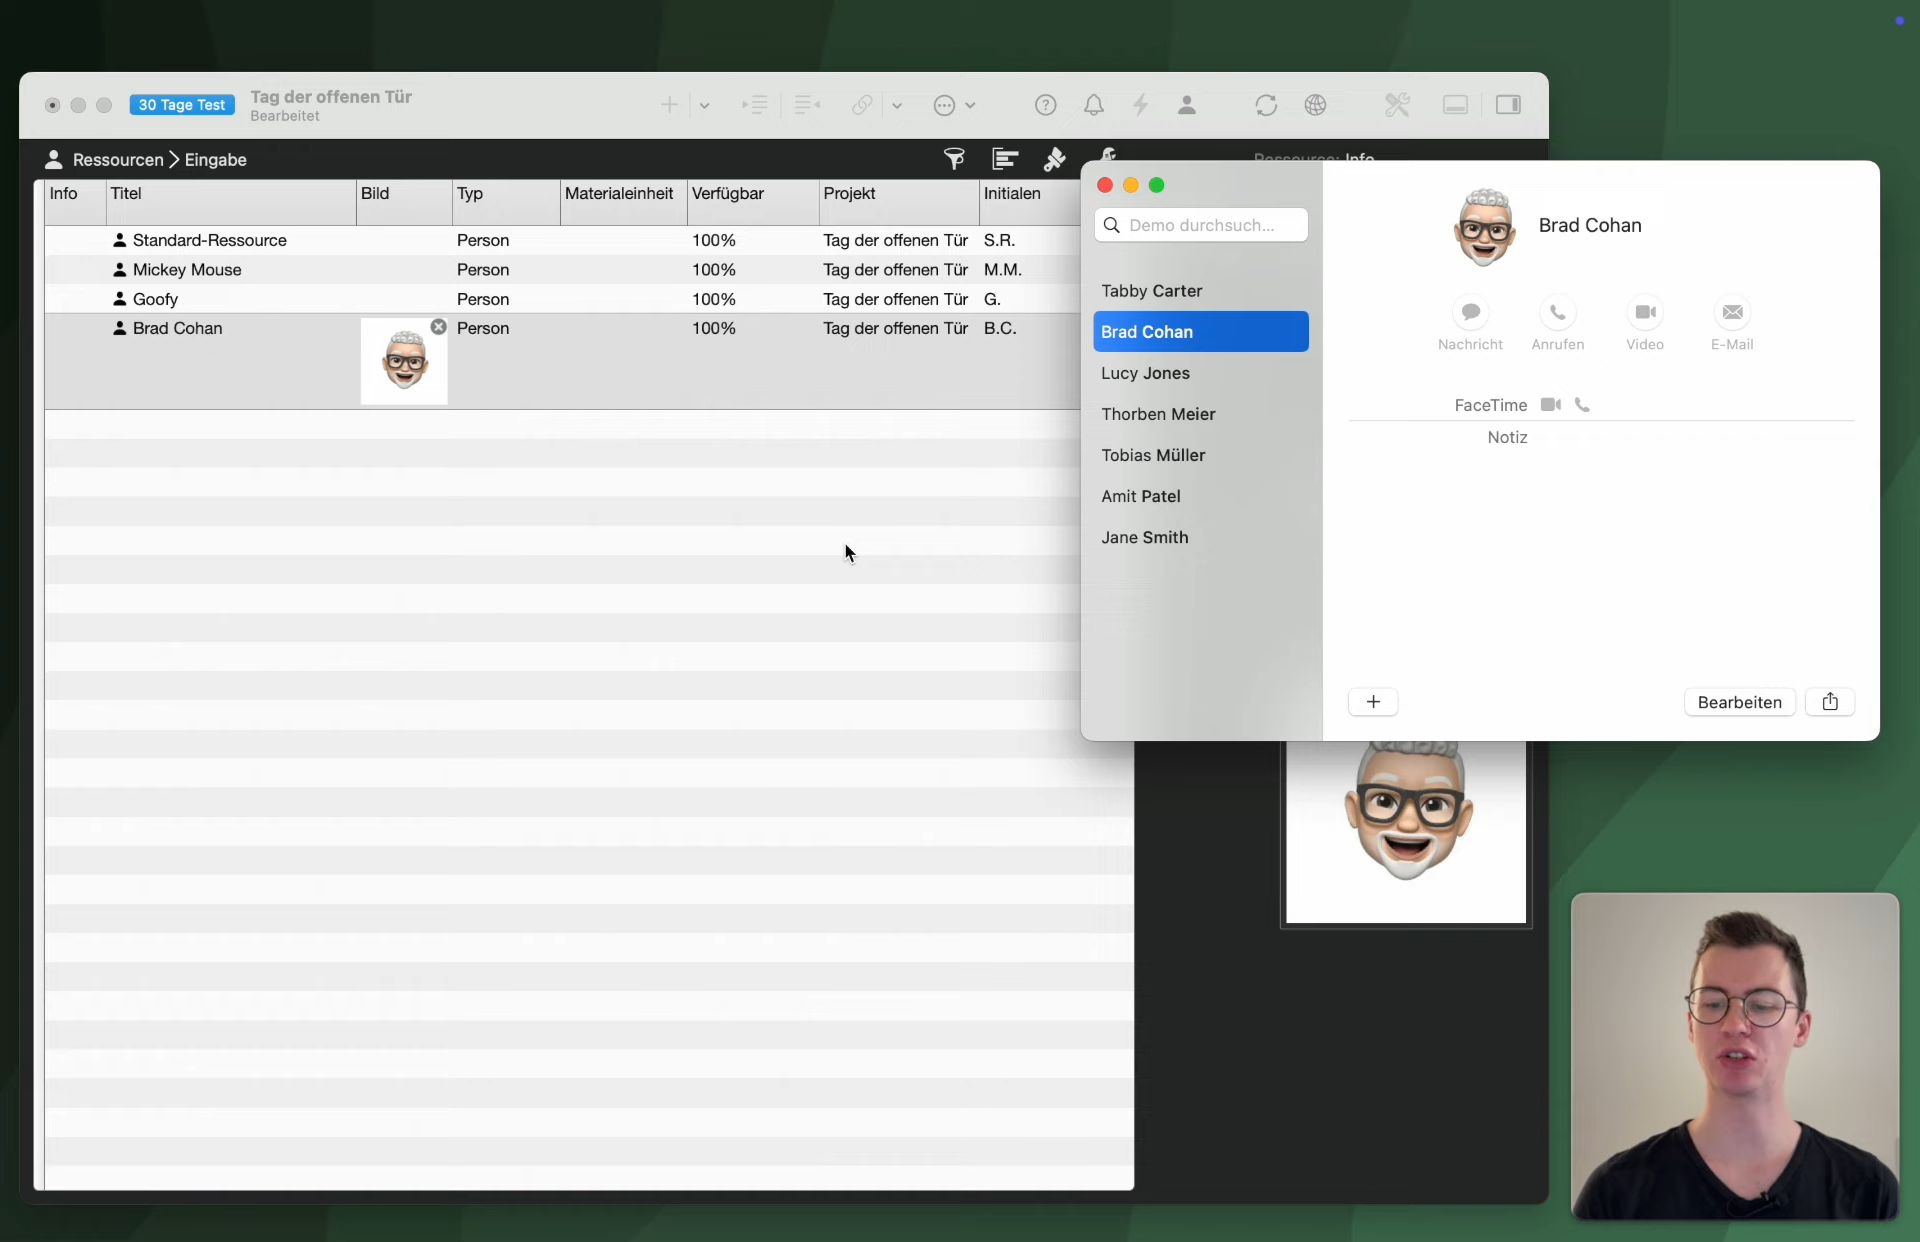 30 Tage Test
Tag der offenen Tür
Bearbeitet
Ressourcen > Eingabe
Ressource: Info
Info Titel Bild Typ Materialeinheit Verfügbar Projekt Initialen
Standard-Ressource Person 100% Tag der offenen Tür S.R.
Mickey Mouse Person 100% Tag der offenen Tür M.M.
Goofy Person 100% Tag der offenen Tür G.
Brad Cohan Person 100% Tag der offenen Tür B.C.
Demo durchsuch...
Tabby Carter
Brad Cohan
Lucy Jones
Thorben Meier
Tobias Müller
Amit Patel
Jane Smith
Brad Cohan
Nachricht Anrufen Video E-Mail
FaceTime
Notiz
Bearbeiten